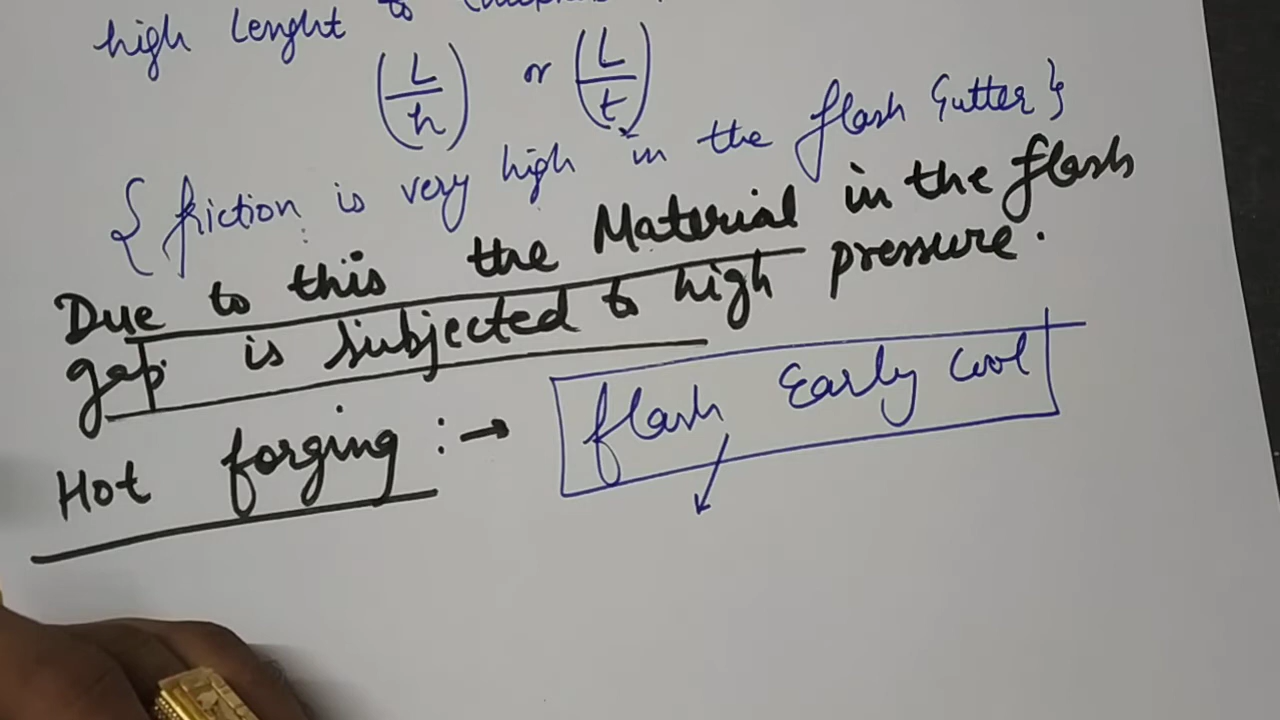 high Lenght to
(L/h) or (L/t)
{ friction is very high in the flash Gutter }
Due to this the Material in the flash
gap is subjected to high pressure.
Hot forging :→ flash Early Cool